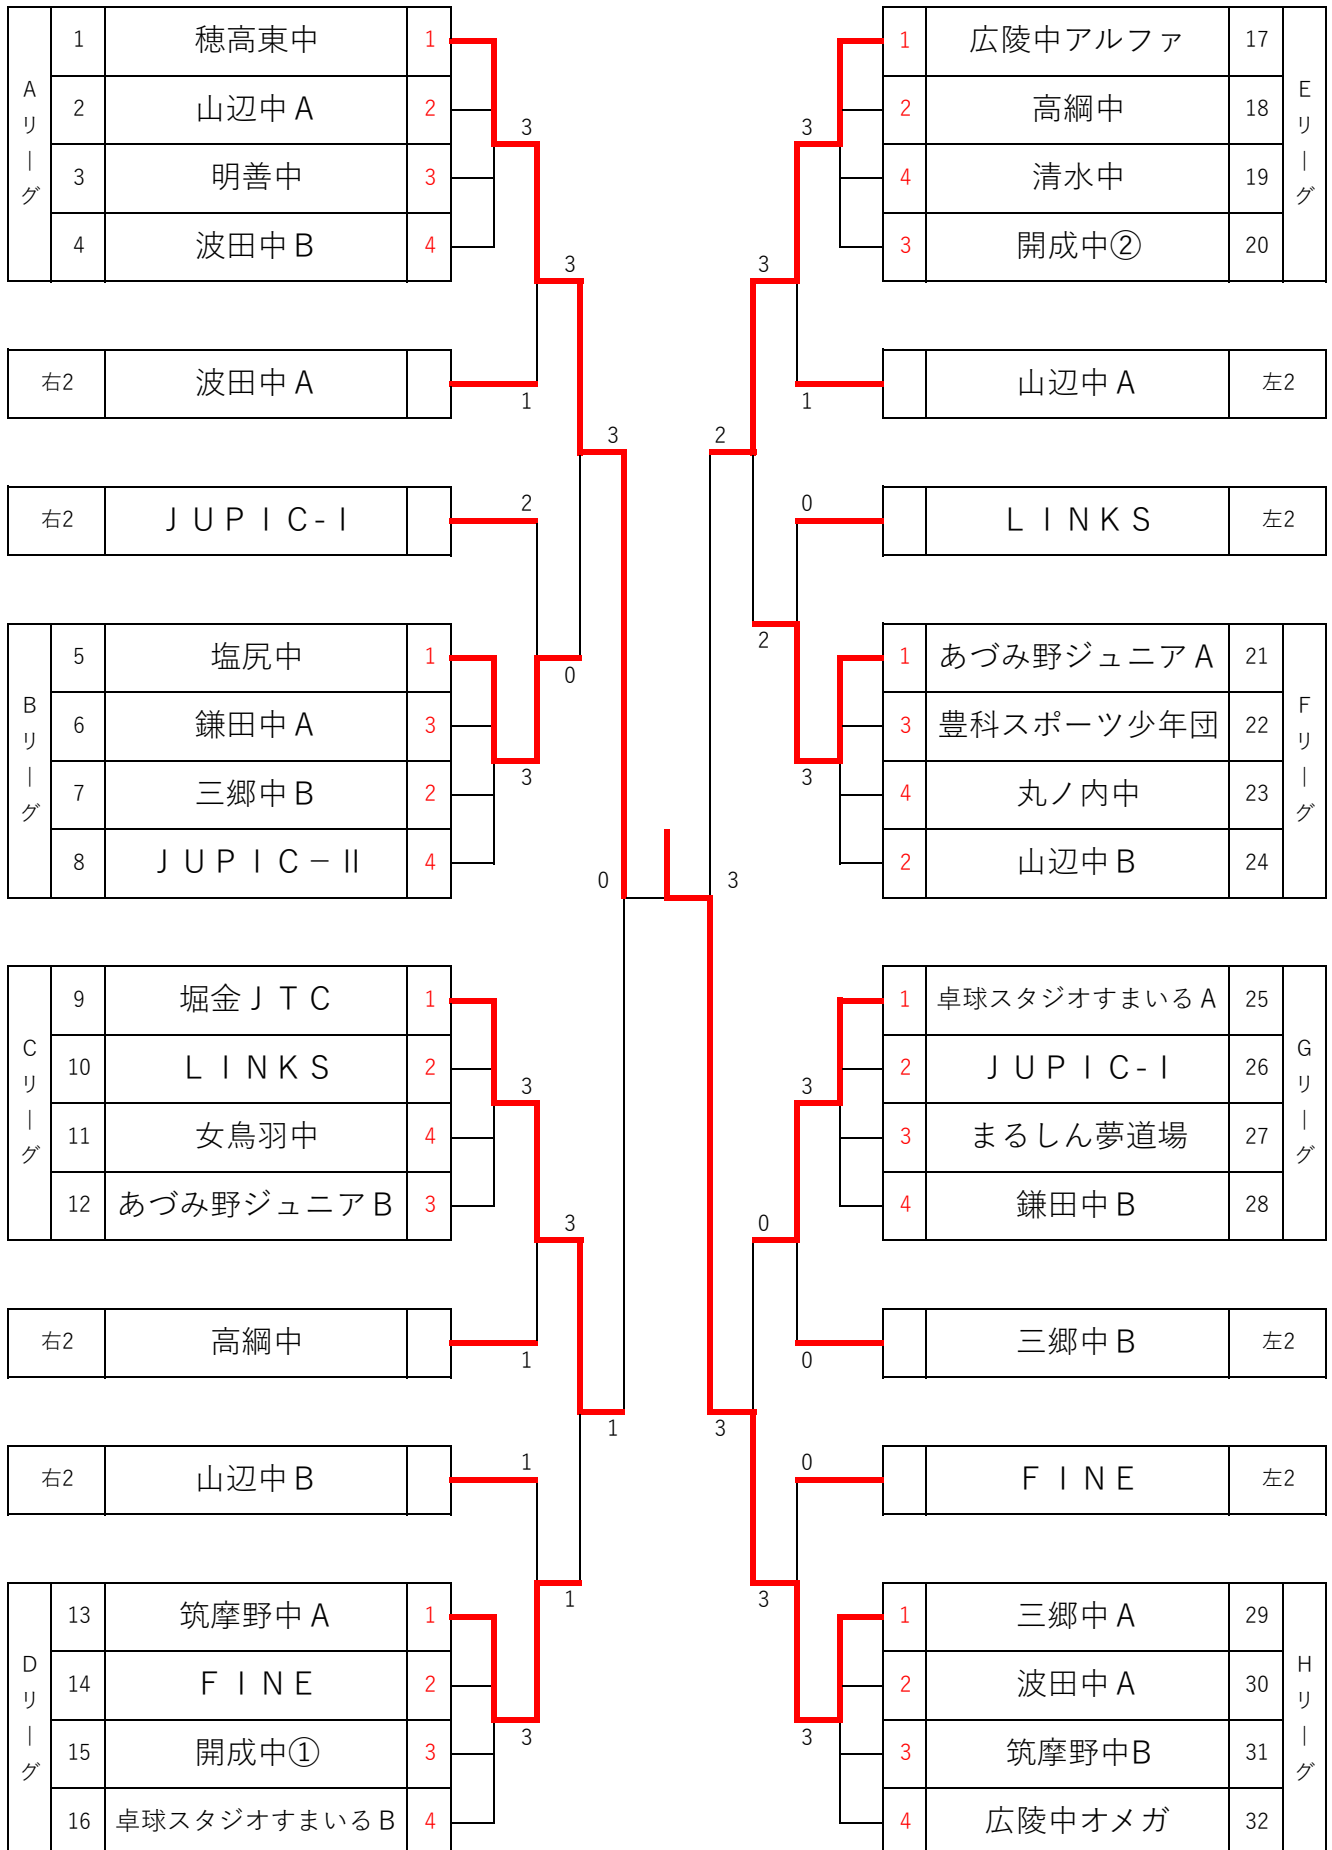 Aリーグ
1 穂高東中 1
2 山辺中A 2
3 明善中 3
4 波田中B 4
3
3
右2 波田中A
1
3
右2 JUPIC-I
2
Bリーグ
5 塩尻中 1
6 鎌田中A 3
7 三郷中B 2
8 JUPIC-II 4
0
3
0
Cリーグ
9 堀金JTC 1
10 LINKS 2
11 女鳥羽中 4
12 あづみ野ジュニアB 3
3
3
右2 高綱中
1
1
右2 山辺中B
1
Dリーグ
13 筑摩野中A 1
14 FINE 2
15 開成中① 3
16 卓球スタジオすまいるB 4
1
3
1 広陵中アルファ 17
2 高綱中 18
4 清水中 19
3 開成中② 20
Eリーグ
3
3
山辺中A 左2
1
2
LINKS 左2
0
1 あづみ野ジュニアA 21
3 豊科スポーツ少年団 22
4 丸ノ内中 23
2 山辺中B 24
Fリーグ
2
3
3
1 卓球スタジオすまいるA 25
2 JUPIC-I 26
3 まるしん夢道場 27
4 鎌田中B 28
Gリーグ
3
0
三郷中B 左2
0
3
FINE 左2
0
1 三郷中A 29
2 波田中A 30
3 筑摩野中B 31
4 広陵中オメガ 32
Hリーグ
3
3